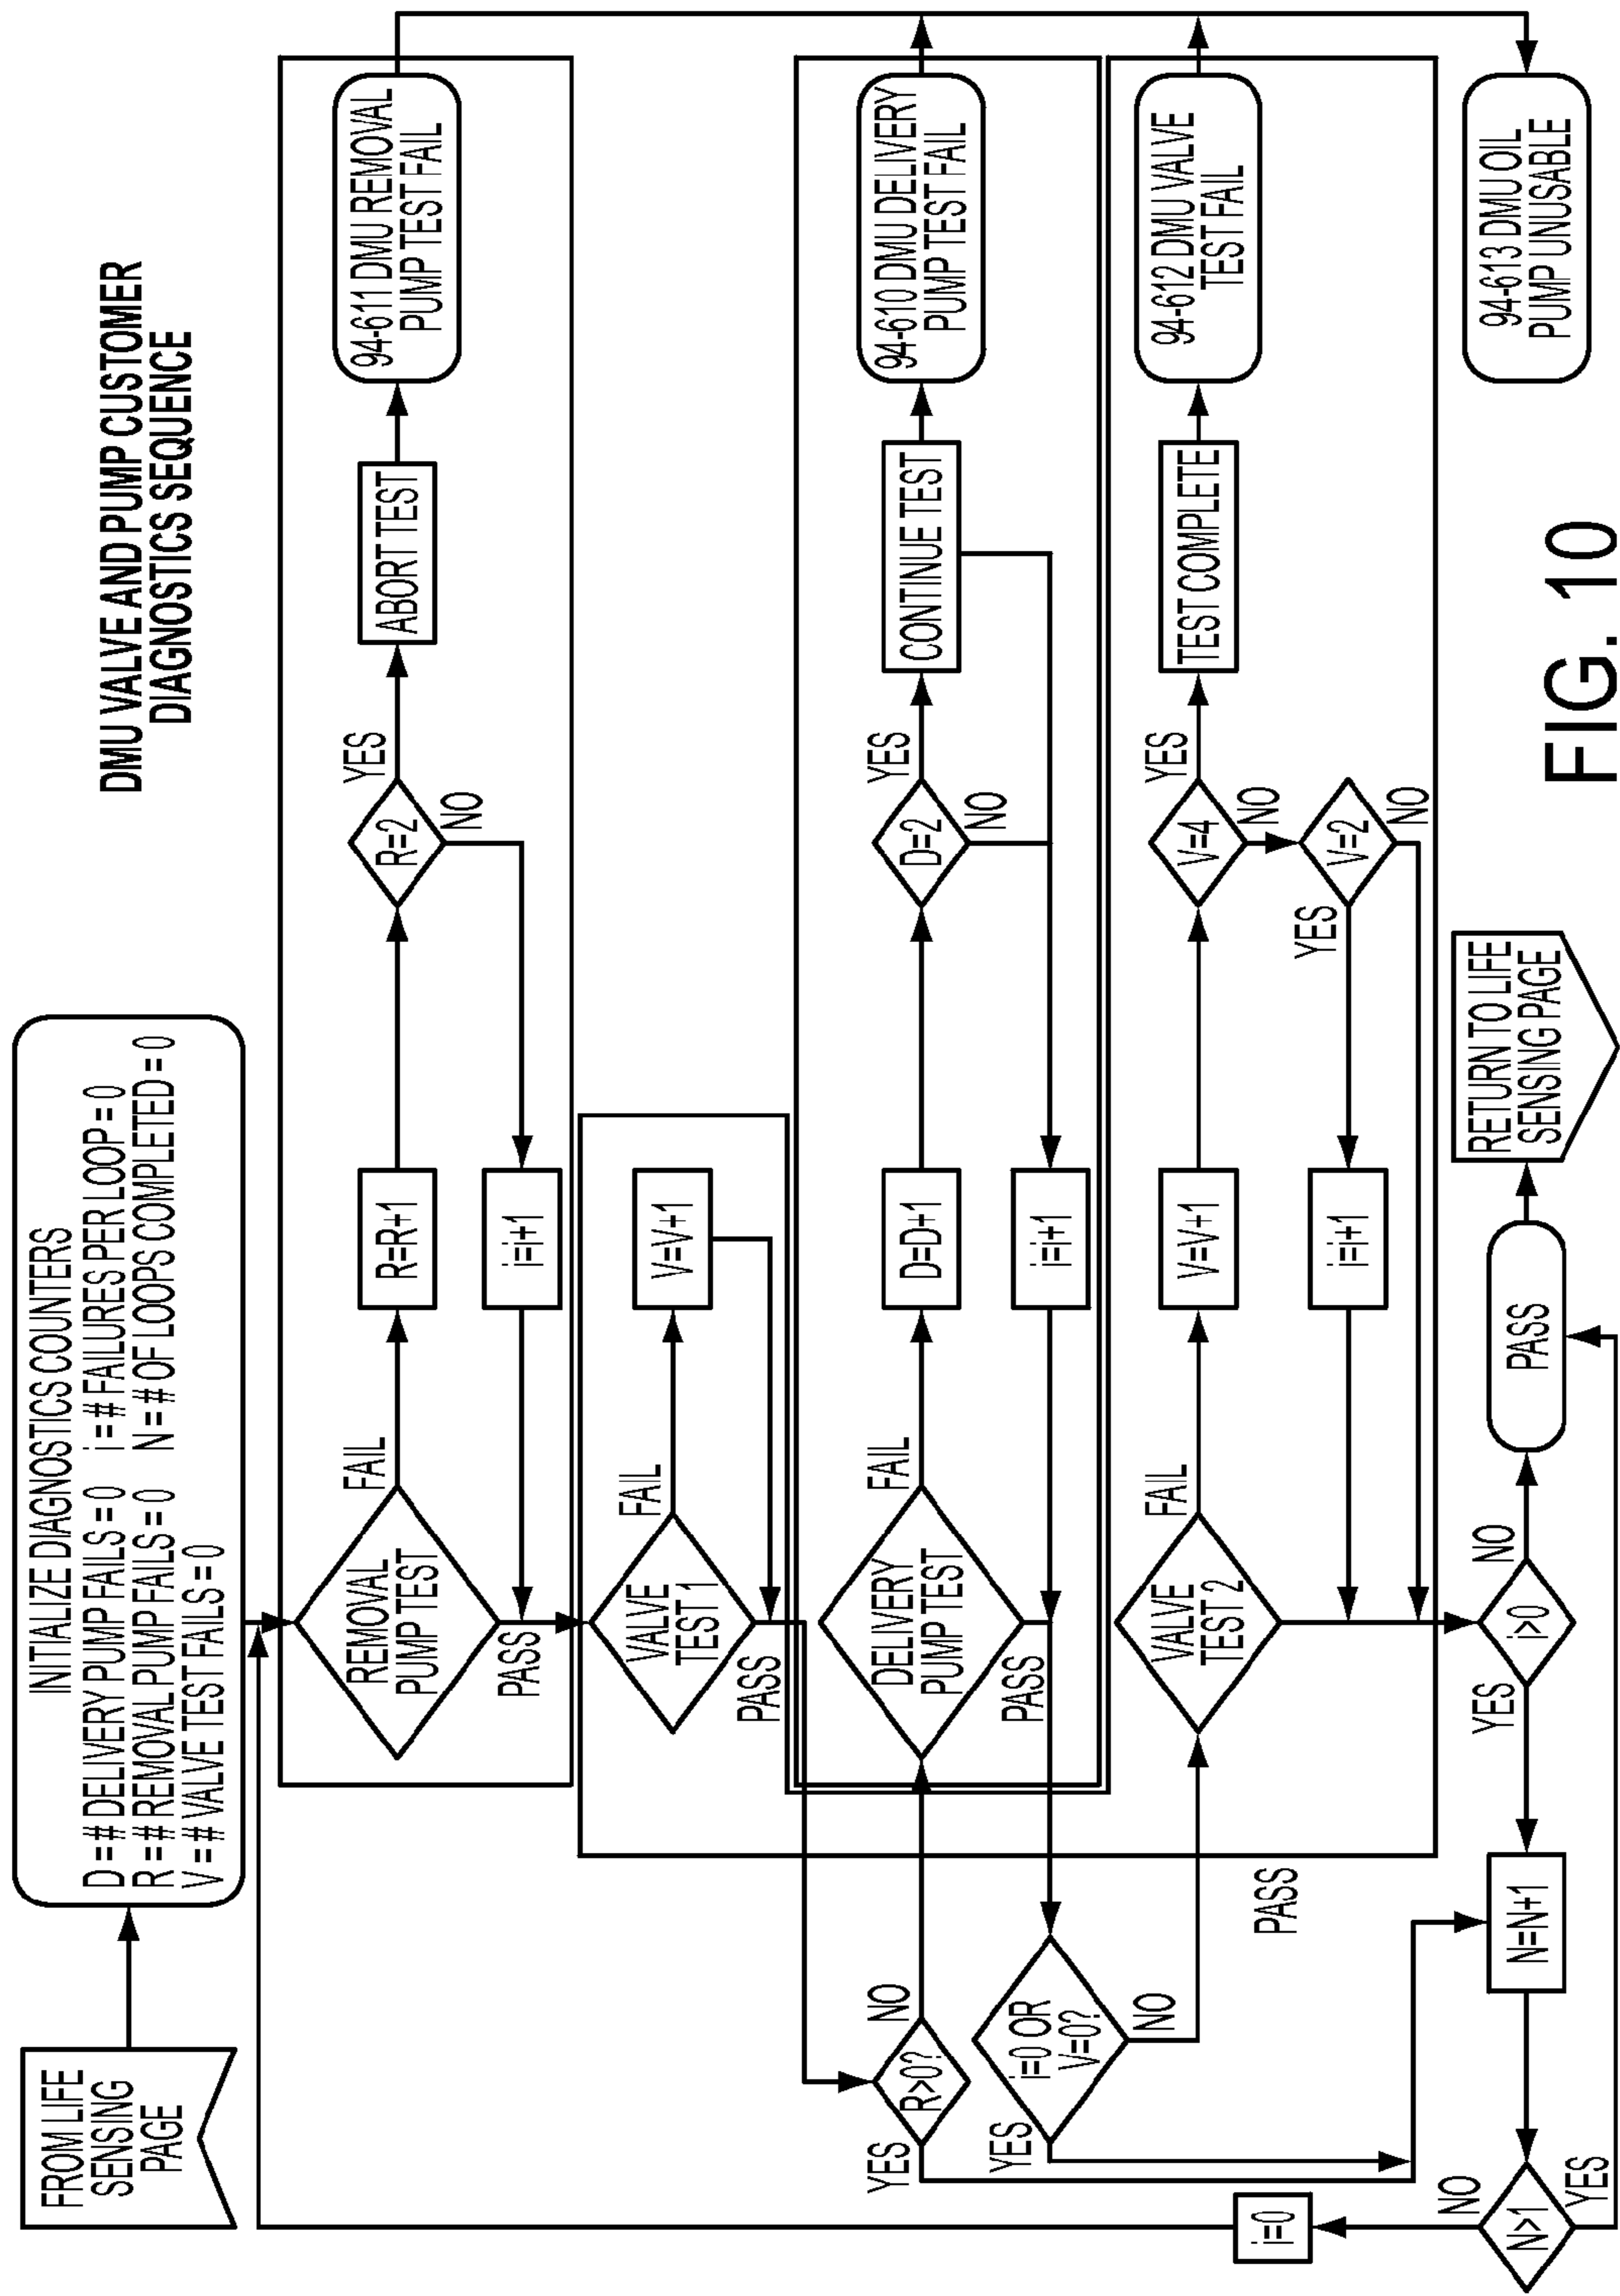 DMU VALVE AND PUMP CUSTOMER
DIAGNOSTICS SEQUENCE
FROM LIFE
SENSING
PAGE
INITIALIZE DIAGNOSTICS COUNTERS
D = # DELIVERY PUMP FAILS = 0 i = # FAILURES PER LOOP = 0
R = # REMOVAL PUMP FAILS = 0 N = # OF LOOPS COMPLETED = 0
V = # VALVE TEST FAILS = 0
REMOVAL
PUMP TEST
FAIL
PASS
R=R+1
R=2
YES
NO
ABORT TEST
94-611 DMU REMOVAL
PUMP TEST FAIL
i=i+1
VALVE
TEST 1
FAIL
PASS
V=V+1
R>0?
YES
NO
DELIVERY
PUMP TEST
FAIL
PASS
D=D+1
D=2
YES
NO
CONTINUE TEST
94-610 DMU DELIVERY
PUMP TEST FAIL
i=i+1
i=0 OR
V=0?
YES
NO
VALVE
TEST 2
FAIL
PASS
V=V+1
V=4
YES
NO
TEST COMPLETE
94-612 DMU VALVE
TEST FAIL
V=2
YES
NO
i=i+1
i=0
N>1
NO
YES
N=N+1
i>0
YES
NO
PASS
RETURN TO LIFE
SENSING PAGE
94-613 DMU OIL
PUMP UNUSABLE
FIG. 10